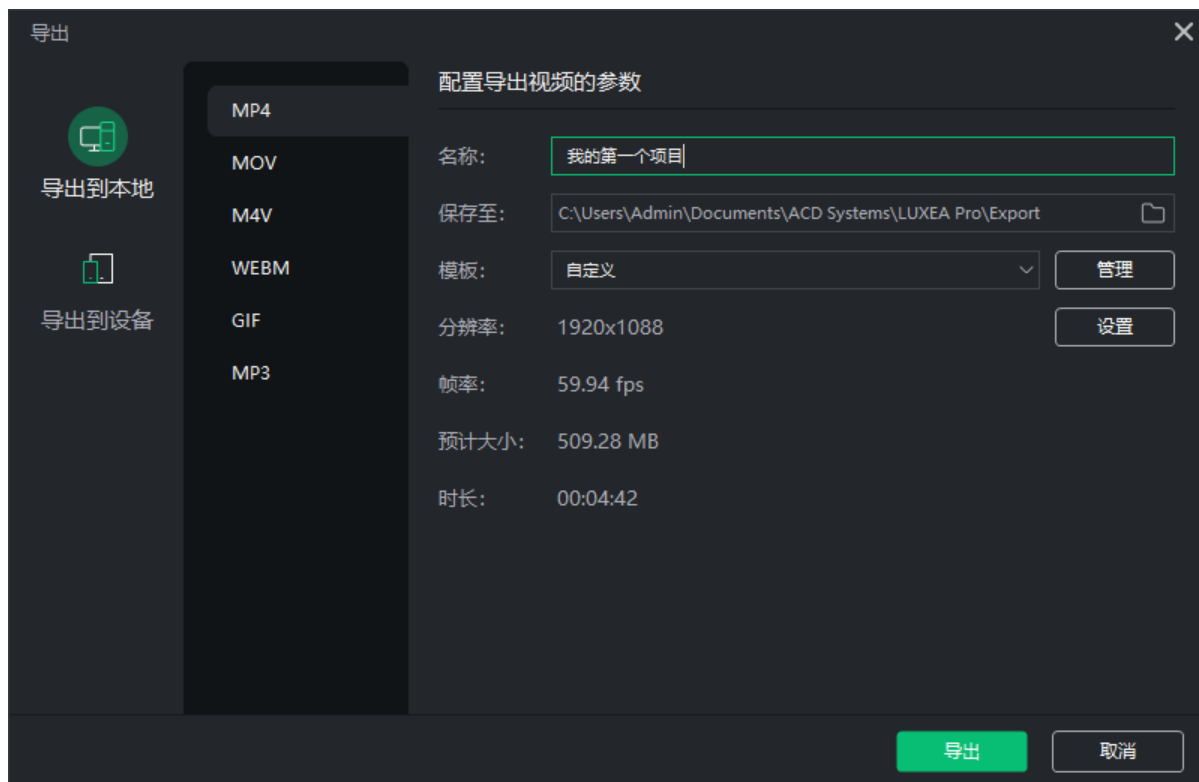 导出
导出到本地
导出到设备
MP4
MOV
M4V
WEBM
GIF
MP3
配置导出视频的参数
名称: 我的第一个项目
保存至: C:\Users\Admin\Documents\ACD Systems\LUXEA Pro\Export
模板: 自定义 管理
分辨率: 1920x1088 设置
帧率: 59.94 fps
预计大小: 509.28 MB
时长: 00:04:42
导出 取消